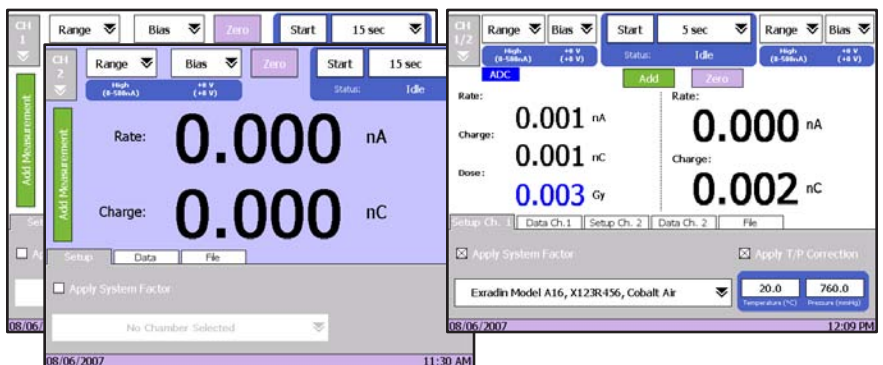 CH 1
Range Bias Zero Start 15 sec
Add Measurement
08/06/
CH 2
Range Bias Zero Start 15 sec
High (8-500nA) +0 V (+0 V) Status: Idle
Add Measurement
Rate: 0.000 nA
Charge: 0.000 nC
Setup Data File
Apply System Factor
No Chamber Selected
08/06/2007 11:30 AM
CH 1/2
Range Bias Start 5 sec Range Bias
High (8-500nA) +0 V (+0 V) Status: Idle High (8-500nA) +0 V (+0 V)
ADC Add Zero
Rate: 0.001 nA
Charge: 0.001 nC
Dose: 0.003 Gy
Rate: 0.000 nA
Charge: 0.002 nC
Setup Ch. 1 Data Ch.1 Setup Ch. 2 Data Ch. 2 File
Apply System Factor Apply T/P Correction
Exradin Model A16, X123R456, Cobalt Air
20.0 760.0
Temperature (°C) Pressure (mmHg)
08/06/2007 12:09 PM